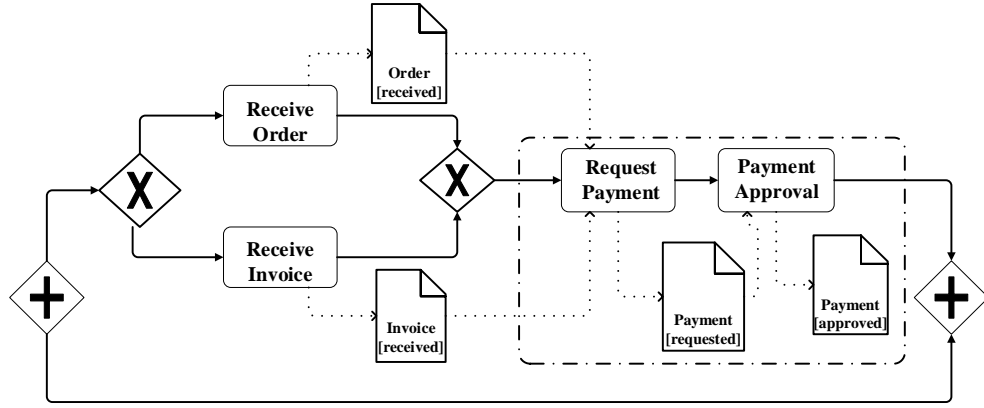 Order
[received]
Receive
Order
X
X
Request
Payment
Payment
Approval
Receive
Invoice
Invoice
[received]
Payment
[requested]
Payment
[approved]